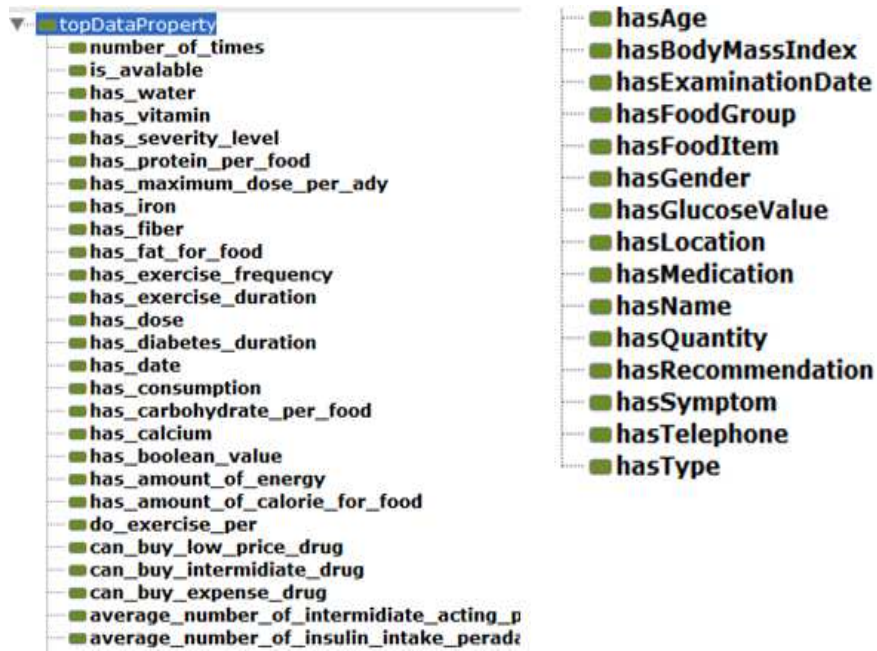 topDataProperty
number_of_times
is_avalable
has_water
has_vitamin
has_severity_level
has_protein_per_food
has_maximum_dose_per_ady
has_iron
has_fiber
has_fat_for_food
has_exercise_frequency
has_exercise_duration
has_dose
has_diabetes_duration
has_date
has_consumption
has_carbohydrate_per_food
has_calcium
has_boolean_value
has_amount_of_energy
has_amount_of_calorie_for_food
do_exercise_per
can_buy_low_price_drug
can_buy_intermidiate_drug
can_buy_expense_drug
average_number_of_intermidiate_acting_p
average_number_of_insulin_intake_perada
hasAge
hasBodyMassIndex
hasExaminationDate
hasFoodGroup
hasFoodItem
hasGender
hasGlucoseValue
hasLocation
hasMedication
hasName
hasQuantity
hasRecommendation
hasSymptom
hasTelephone
hasType